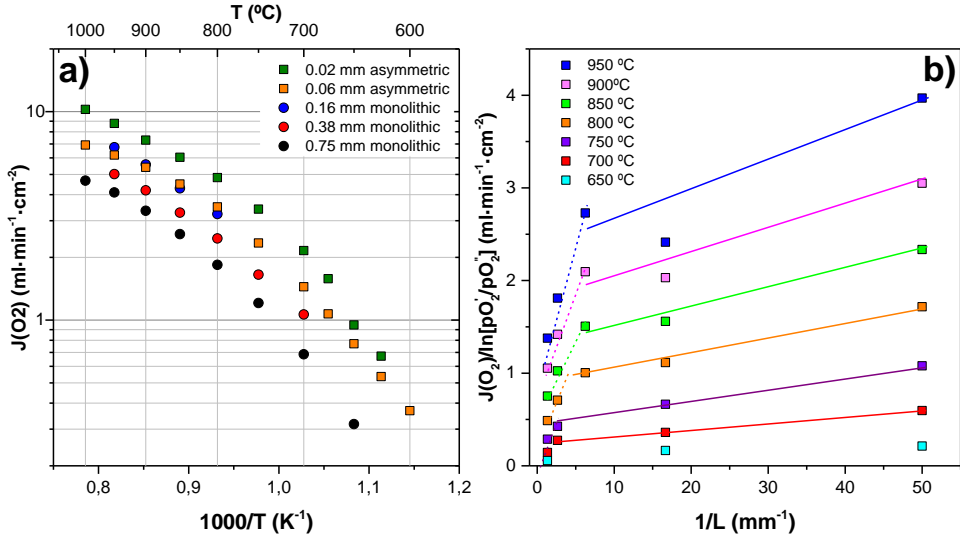 T (ºC)
1000 900 800 700 600
a)
0.02 mm asymmetric
0.06 mm asymmetric
0.16 mm monolithic
0.38 mm monolithic
0.75 mm monolithic
10
1
J(O2) (ml·min⁻¹·cm⁻²)
0,8 0,9 1,0 1,1 1,2
1000/T (K⁻¹)
b)
950 ºC
900ºC
850 ºC
800 ºC
750 ºC
700 ºC
650 ºC
4
3
2
1
0
J(O₂)/ln[pO₂'/pO₂''] (ml·min⁻¹·cm⁻²)
0 10 20 30 40 50
1/L (mm⁻¹)